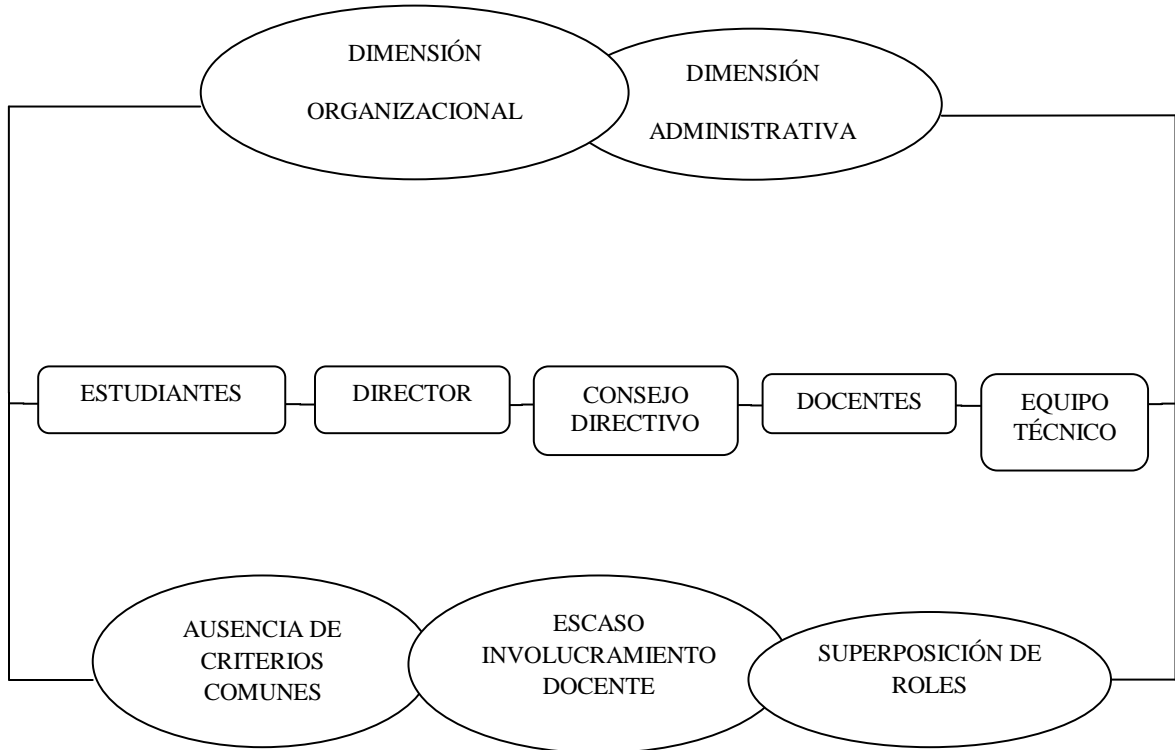 DIMENSIÓN
ORGANIZACIONAL
DIMENSIÓN
ADMINISTRATIVA
ESTUDIANTES
DIRECTOR
CONSEJO
DIRECTIVO
DOCENTES
EQUIPO
TÉCNICO
AUSENCIA DE
CRITERIOS
COMUNES
ESCASO
INVOLUCRAMIENTO
DOCENTE
SUPERPOSICIÓN DE
ROLES